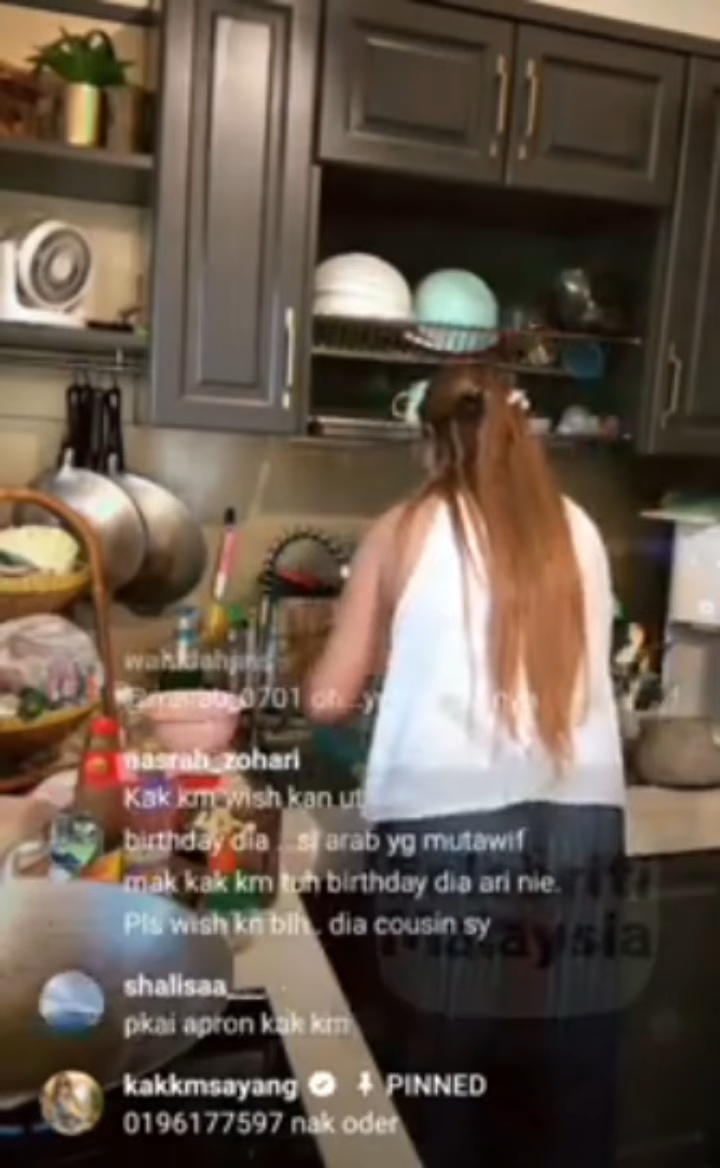 nasrah_zohari
Kak km wish kan ut
birthday dia ...si arab yg mutawif
mak kak km tuh birthday dia ari nie.
Pls wish kn blh.. dia cousin sy
shalisaa__
pkai apron kak km
kakkmsayang PINNED
0196177597 nak oder
Malaysia